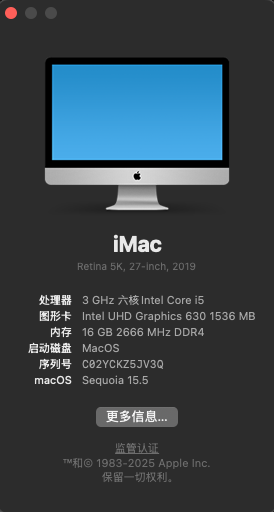 iMac
Retina 5K, 27-inch, 2019
处理器 3 GHz 六核Intel Core i5
图形卡 Intel UHD Graphics 630 1536 MB
内存 16 GB 2666 MHz DDR4
启动磁盘 MacOS
序列号 C02YCKZ5JV3Q
macOS Sequoia 15.5
更多信息...
监管认证
™和© 1983-2025 Apple Inc.
保留一切权利。